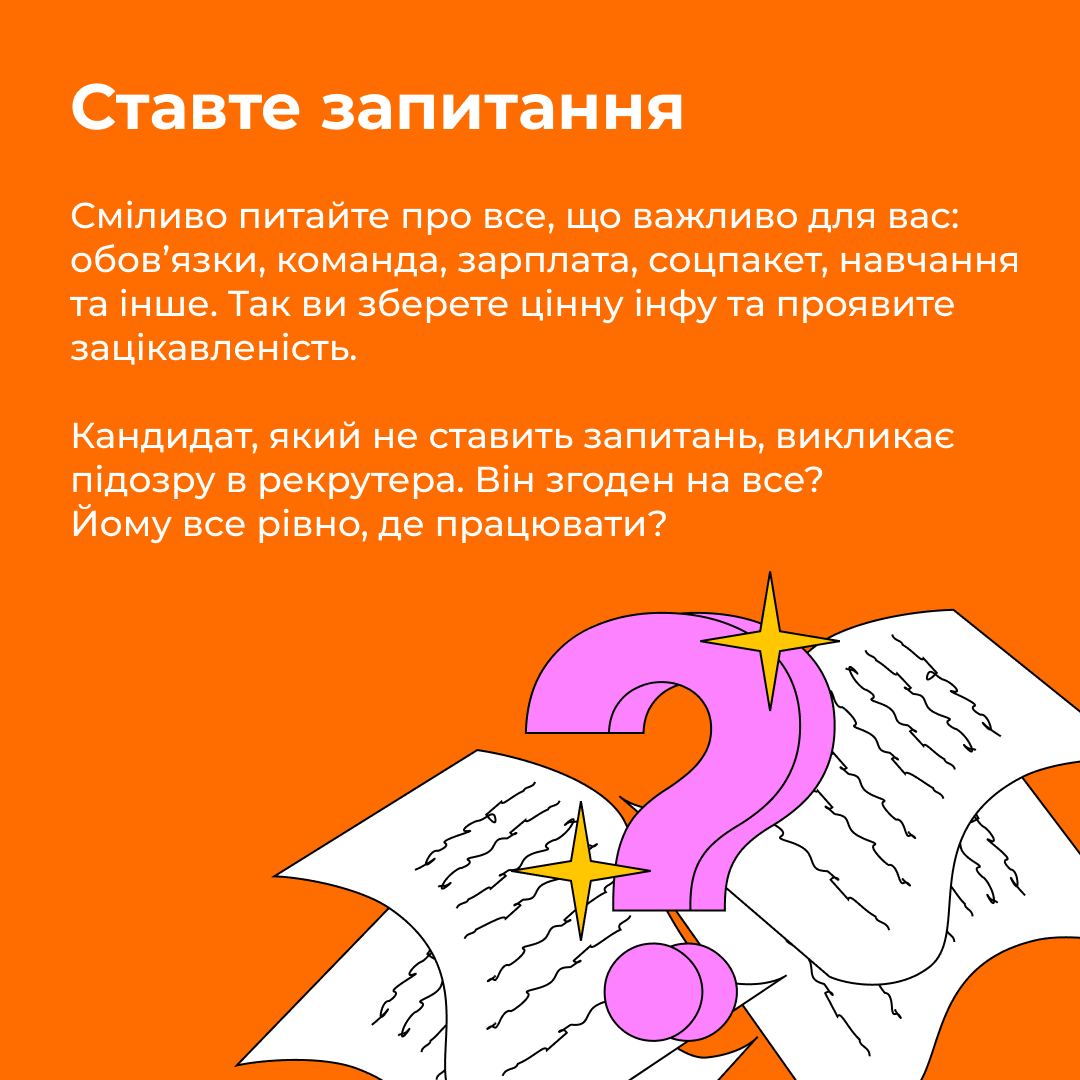 Ставте запитання
Сміливо питайте про все, що важливо для вас:
обов’язки, команда, зарплата, соцпакет, навчання
та інше. Так ви зберете цінну інфу та проявите
зацікавленість.
Кандидат, який не ставить запитань, викликає
підозру в рекрутера. Він згоден на все?
Йому все рівно, де працювати?